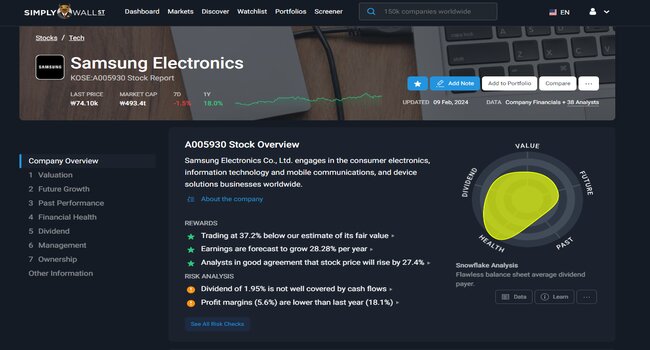 SIMPLY WALL ST
Dashboard Markets Discover Watchlist Portfolios Screener
150k companies worldwide
EN
Stocks / Tech
SAMSUNG
Samsung Electronics
KOSE:A005930 Stock Report
Add Note Add to Portfolio Compare ...
LAST PRICE MARKET CAP 7D 1Y
₩74.10k ₩493.4t -1.5% 18.0%
UPDATED 09 Feb, 2024 DATA Company Financials + 38 Analysts
Company Overview
1 Valuation
2 Future Growth
3 Past Performance
4 Financial Health
5 Dividend
6 Management
7 Ownership
Other Information
A005930 Stock Overview
Samsung Electronics Co., Ltd. engages in the consumer electronics,
information technology and mobile communications, and device
solutions businesses worldwide.
About the company
REWARDS
Trading at 37.2% below our estimate of its fair value
Earnings are forecast to grow 28.28% per year
Analysts in good agreement that stock price will rise by 27.4%
RISK ANALYSIS
Dividend of 1.95% is not well covered by cash flows
Profit margins (5.6%) are lower than last year (18.1%)
See All Risk Checks
VALUE
FUTURE
PAST
HEALTH
DIVIDEND
Snowflake Analysis
Flawless balance sheet average dividend
payer.
Data Learn ...